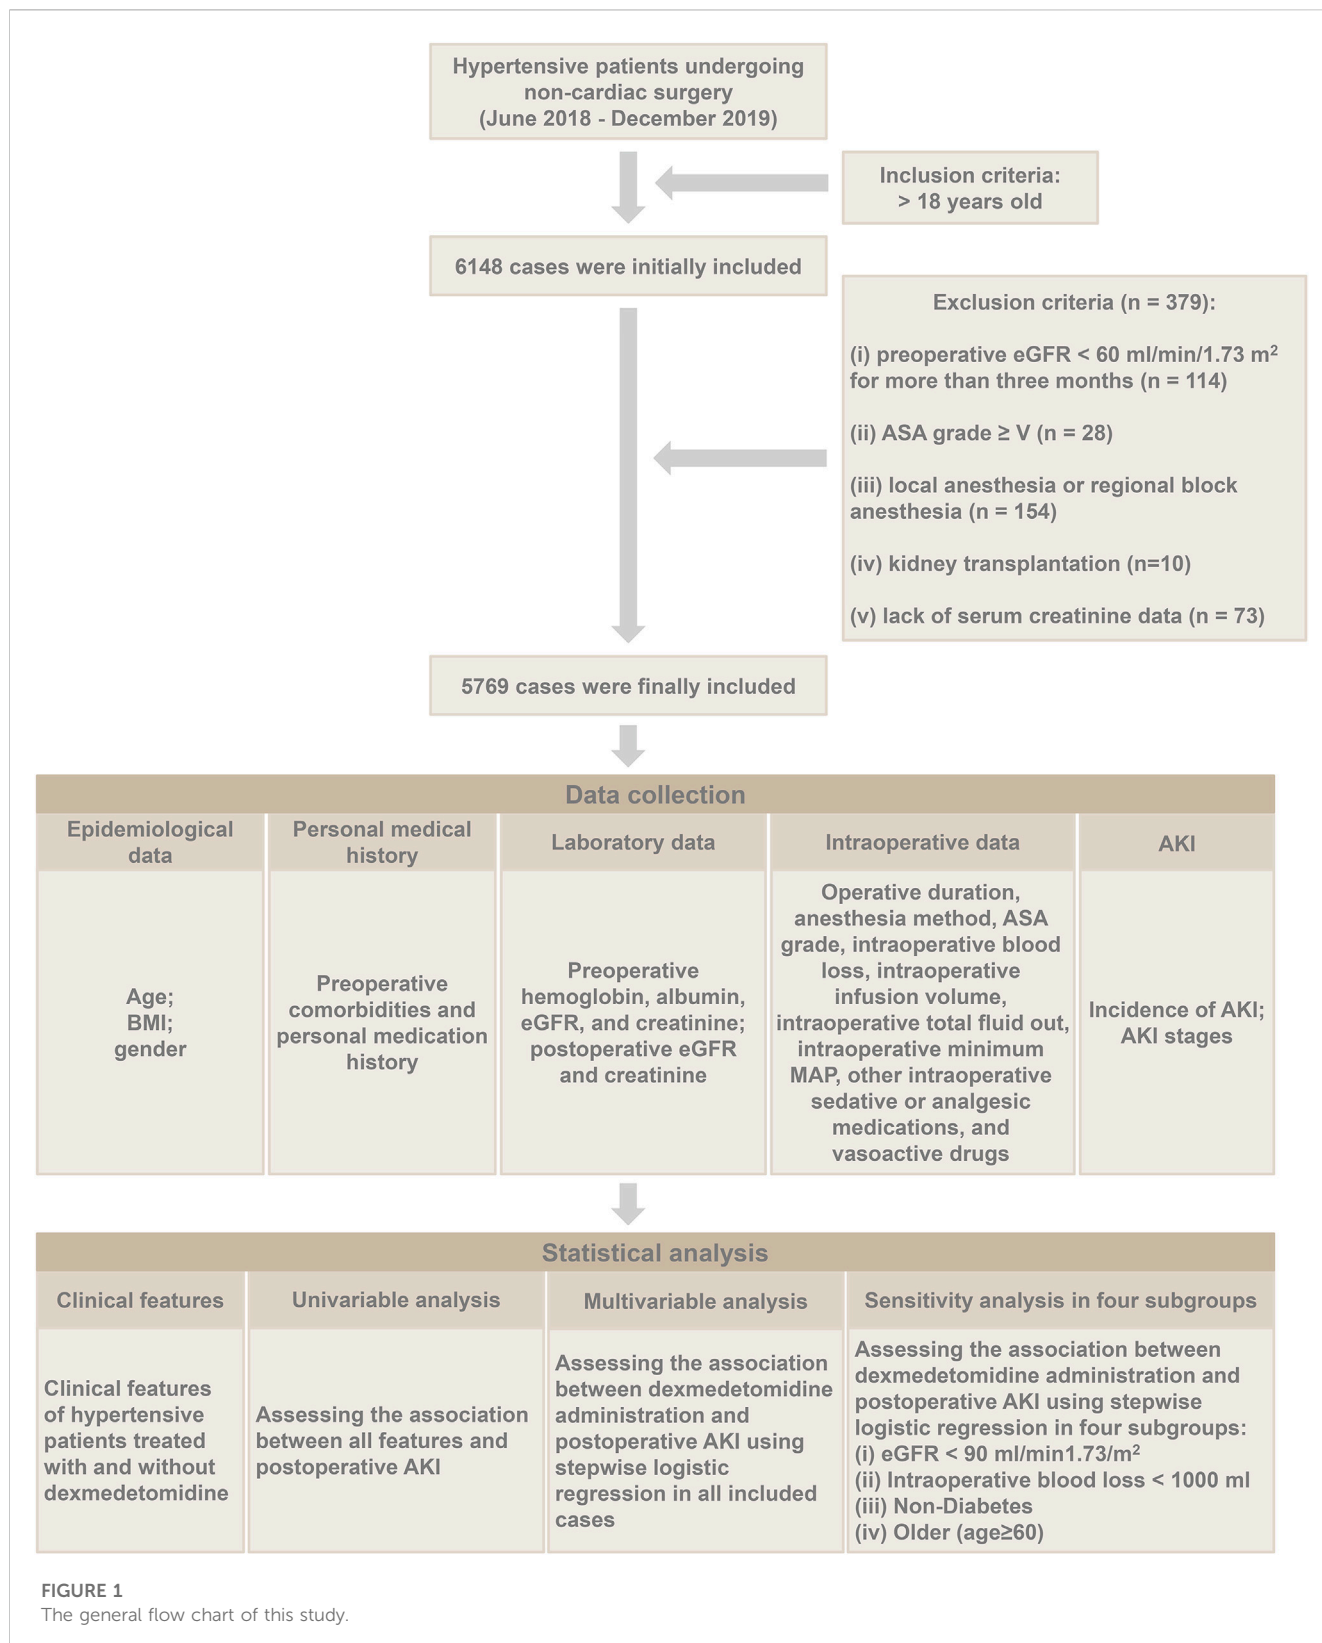 Hypertensive patients undergoing
non-cardiac surgery
(June 2018 - December 2019)
Inclusion criteria:
> 18 years old
6148 cases were initially included
Exclusion criteria (n = 379):
(i) preoperative eGFR < 60 ml/min/1.73 m²
for more than three months (n = 114)
(ii) ASA grade ≥ V (n = 28)
(iii) local anesthesia or regional block
anesthesia (n = 154)
(iv) kidney transplantation (n=10)
(v) lack of serum creatinine data (n = 73)
5769 cases were finally included
Data collection
Epidemiological
data
Age;
BMI;
gender
Personal medical
history
Preoperative
comorbidities and
personal medication
history
Laboratory data
Preoperative
hemoglobin, albumin,
eGFR, and creatinine;
postoperative eGFR
and creatinine
Intraoperative data
Operative duration,
anesthesia method, ASA
grade, intraoperative blood
loss, intraoperative
infusion volume,
intraoperative total fluid out,
intraoperative minimum
MAP, other intraoperative
sedative or analgesic
medications, and
vasoactive drugs
AKI
Incidence of AKI;
AKI stages
Statistical analysis
Clinical features
Clinical features
of hypertensive
patients treated
with and without
dexmedetomidine
Univariable analysis
Assessing the association
between all features and
postoperative AKI
Multivariable analysis
Assessing the association
between dexmedetomidine
administration and
postoperative AKI using
stepwise logistic
regression in all included
cases
Sensitivity analysis in four subgroups
Assessing the association between
dexmedetomidine administration and
postoperative AKI using stepwise
logistic regression in four subgroups:
(i) eGFR < 90 ml/min1.73/m²
(ii) Intraoperative blood loss < 1000 ml
(iii) Non-Diabetes
(iv) Older (age≥60)
FIGURE 1
The general flow chart of this study.